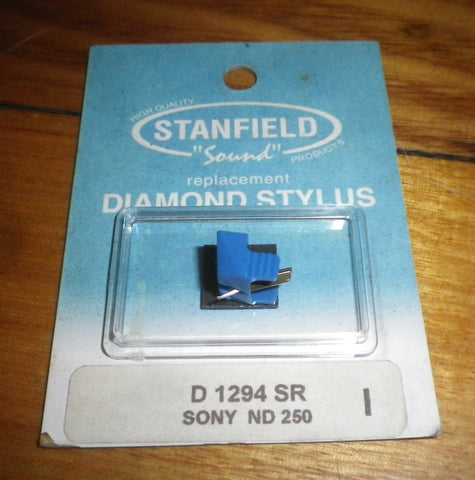 HIGH QUALITY
STANFIELD
"Sound"
PRODUCTS
replacement
DIAMOND STYLUS
D 1294 SR
SONY ND 250
I